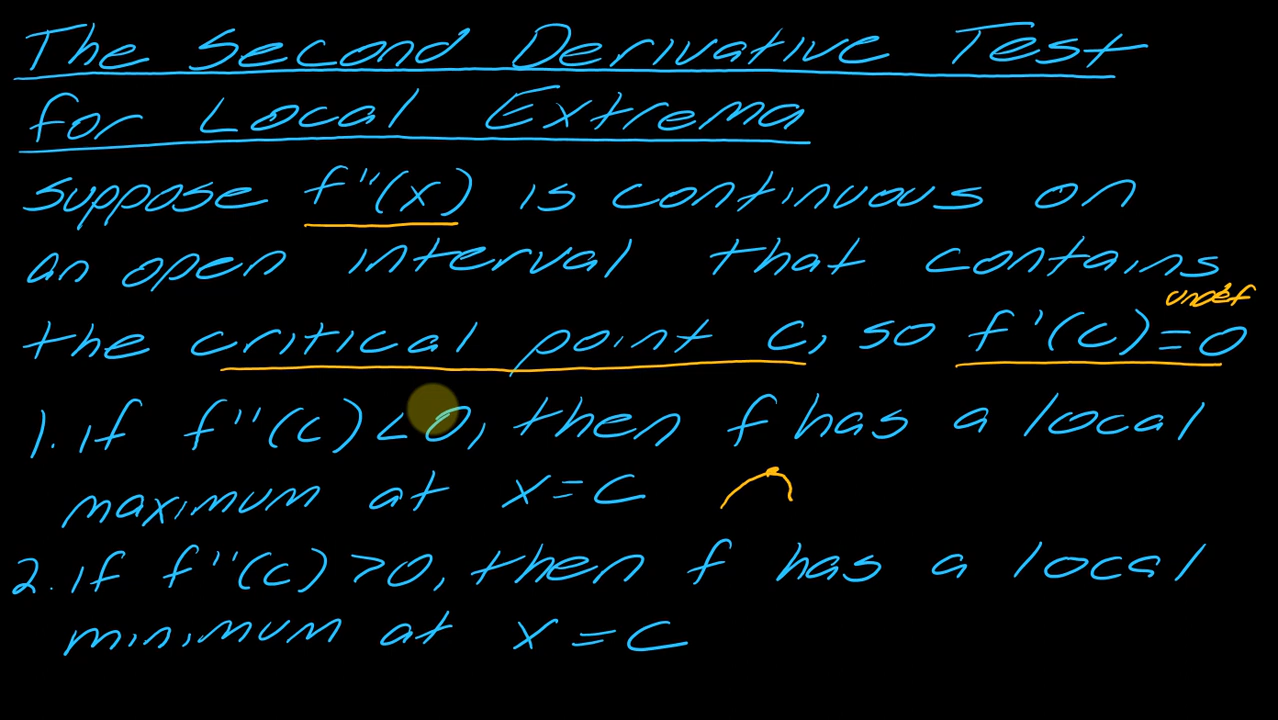 The Second Derivative Test
for Local Extrema
suppose f''(x) is continuous on
an open interval that contains
undef
the critical point c, so f'(c)=0
1. If f''(c)<0, then f has a local
maximum at x=c
2. If f''(c)>0, then f has a local
minimum at x=c